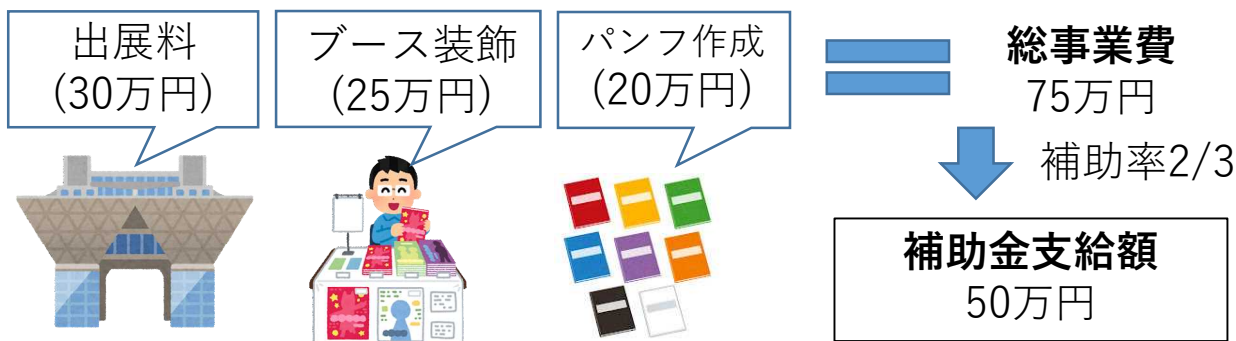 出展料
(30万円)
ブース装飾
(25万円)
パンフ作成
(20万円)
総事業費
75万円
補助率2/3
補助金支給額
50万円